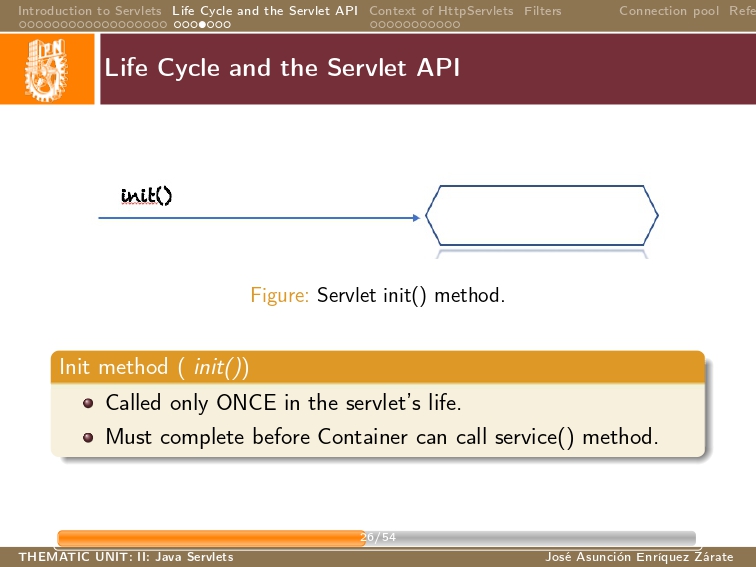 Introduction to Servlets Life Cycle and the Servlet API Context of HttpServlets Filters Connection pool Refe
Life Cycle and the Servlet API
init()
Figure: Servlet init() method.
Init method ( init())
Called only ONCE in the servlet's life.
Must complete before Container can call service() method.
26/54
THEMATIC UNIT: II: Java Servlets José Asunción Enríquez Zárate